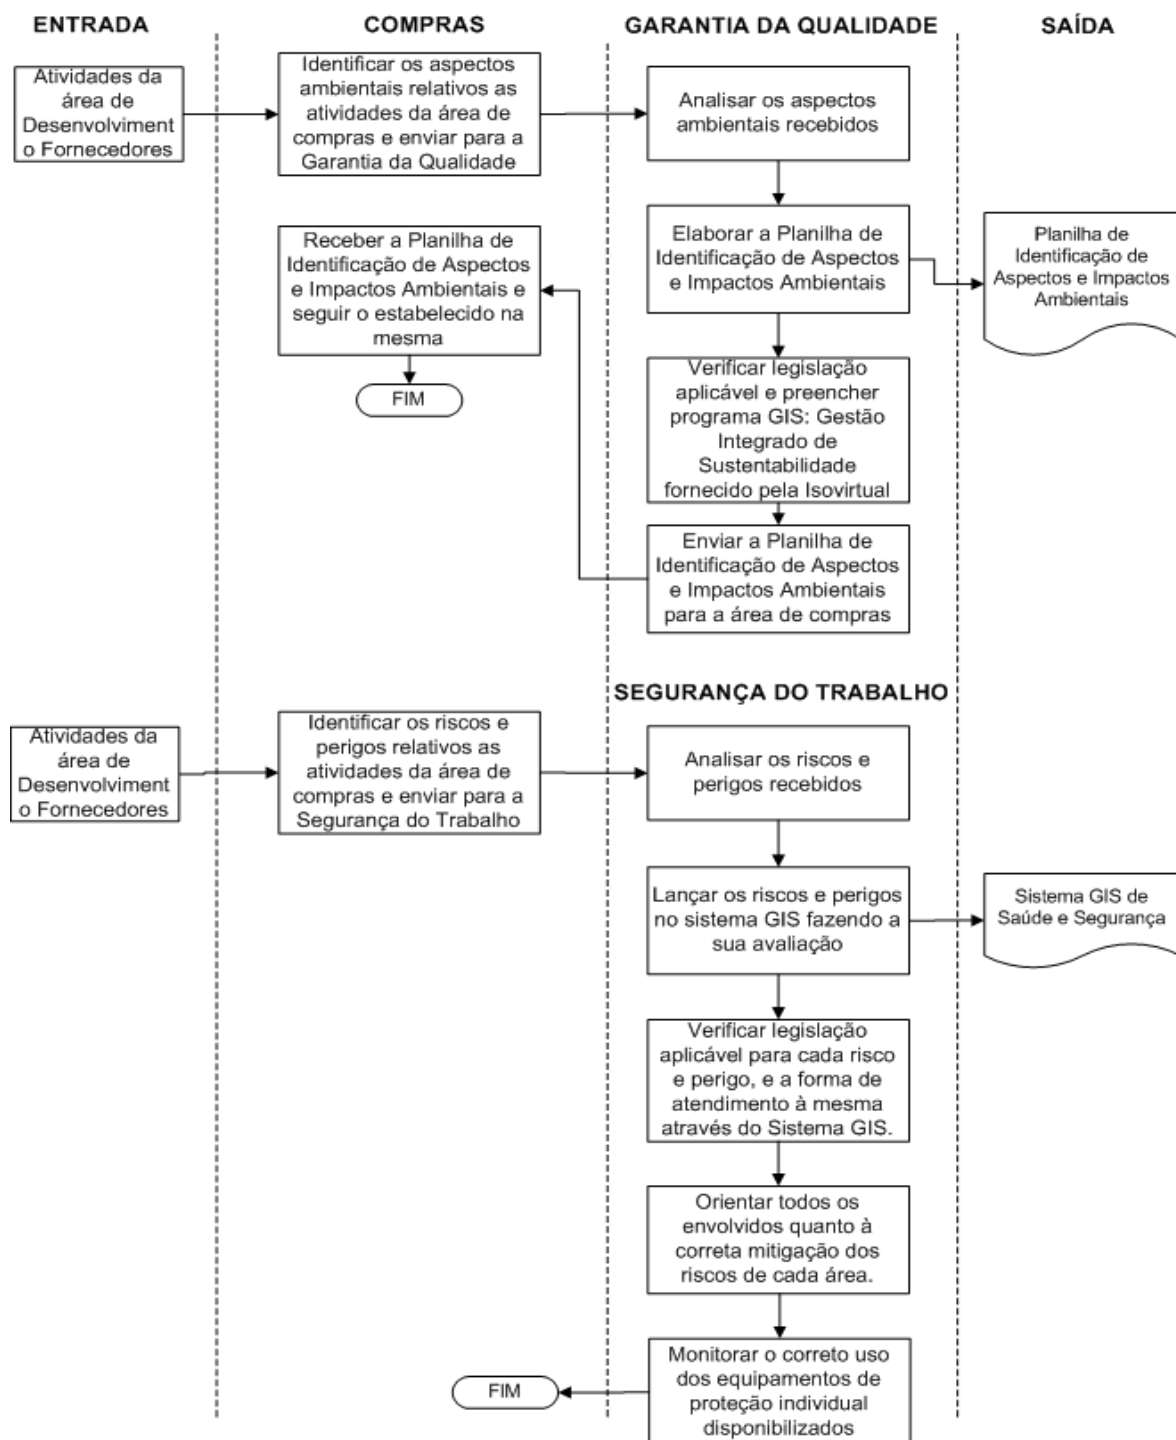 ENTRADA
COMPRAS
GARANTIA DA QUALIDADE
SAÍDA
Atividades da
área de
Desenvolviment
o Fornecedores
Identificar os aspectos
ambientais relativos as
atividades da área de
compras e enviar para a
Garantia da Qualidade
Analisar os aspectos
ambientais recebidos
Receber a Planilha de
Identificação de Aspectos
e Impactos Ambientais e
seguir o estabelecido na
mesma
FIM
Elaborar a Planilha de
Identificação de Aspectos
e Impactos Ambientais
Planilha de
Identificação de
Aspectos e Impactos
Ambientais
Verificar legislação
aplicável e preencher
programa GIS: Gestão
Integrado de
Sustentabilidade
fornecido pela Isovirtual
Enviar a Planilha de
Identificação de Aspectos
e Impactos Ambientais
para a área de compras
SEGURANÇA DO TRABALHO
Atividades da
área de
Desenvolviment
o Fornecedores
Identificar os riscos e
perigos relativos as
atividades da área de
compras e enviar para a
Segurança do Trabalho
Analisar os riscos e
perigos recebidos
Lançar os riscos e perigos
no sistema GIS fazendo a
sua avaliação
Sistema GIS de
Saúde e Segurança
Verificar legislação
aplicável para cada risco
e perigo, e a forma de
atendimento à mesma
através do Sistema GIS.
Orientar todos os
envolvidos quanto à
correta mitigação dos
riscos de cada área.
Monitorar o correto uso
dos equipamentos de
proteção individual
disponibilizados
FIM